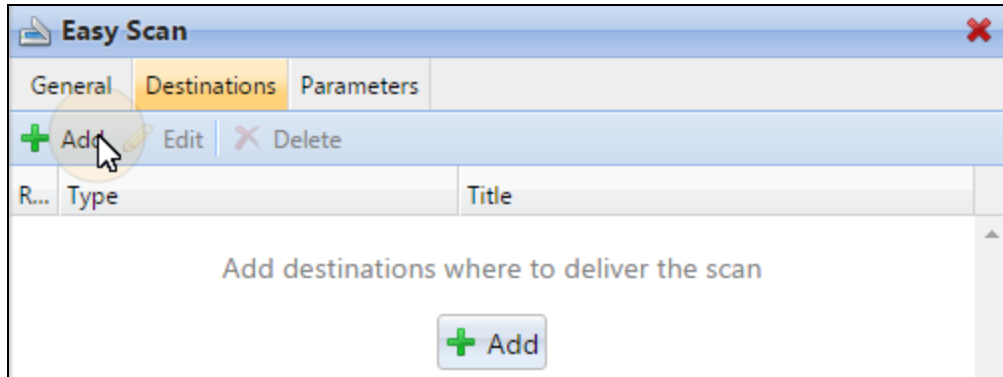 Easy Scan
General Destinations Parameters
Add Edit Delete
R... Type Title
Add destinations where to deliver the scan
Add